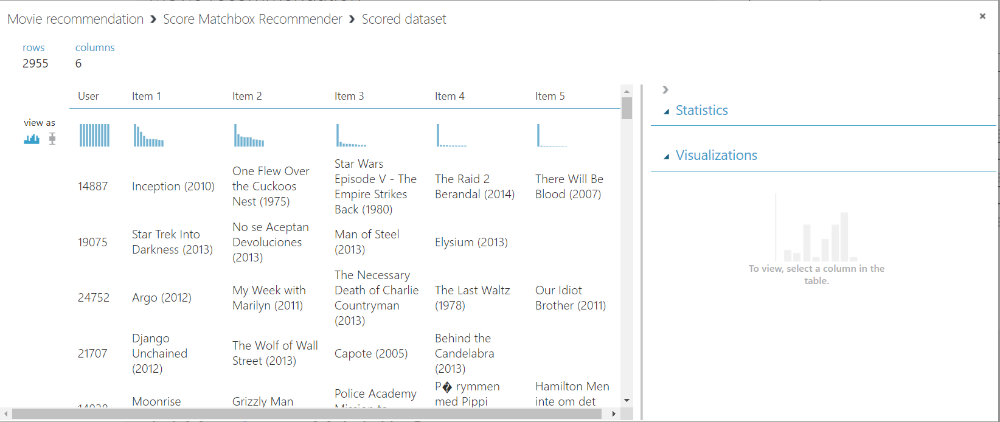 Movie recommendation > Score Matchbox Recommender > Scored dataset
rows columns
2955 6
User Item 1 Item 2 Item 3 Item 4 Item 5
view as
14887
Inception (2010)
One Flew Over
the Cuckoos
Nest (1975)
Star Wars
Episode V - The
Empire Strikes
Back (1980)
The Raid 2
Berandal (2014)
There Will Be
Blood (2007)
19075
Star Trek Into
Darkness (2013)
No se Aceptan
Devoluciones
(2013)
Man of Steel
(2013)
Elysium (2013)
24752
Argo (2012)
My Week with
Marilyn (2011)
The Necessary
Death of Charlie
Countryman
(2013)
The Last Waltz
(1978)
Our Idiot
Brother (2011)
21707
Django
Unchained
(2012)
The Wolf of Wall
Street (2013)
Capote (2005)
Behind the
Candelabra
(2013)
Moonrise
Grizzly Man
Police Academy
P� rymmen
med Pippi
Hamilton Men
inte om det
Statistics
Visualizations
To view, select a column in the
table.